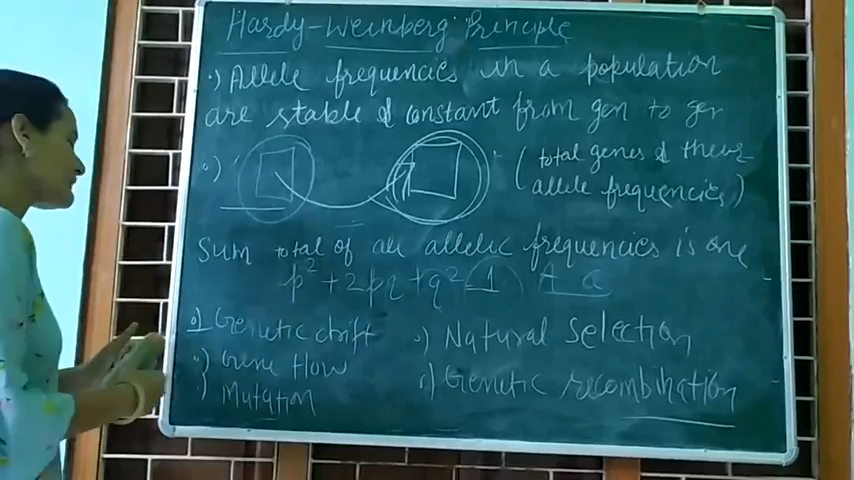 Hardy-Weinberg Principle
•) Allele frequencies in a population
are stable & constant from gen to gen
•) (total genes & their
allele frequencies)
Sum total of all allelic frequencies is one
p² + 2pq + q² = 1 A a
•) Genetic drift •) Natural Selection
•) Gene flow
•) Mutation •) Genetic recombination